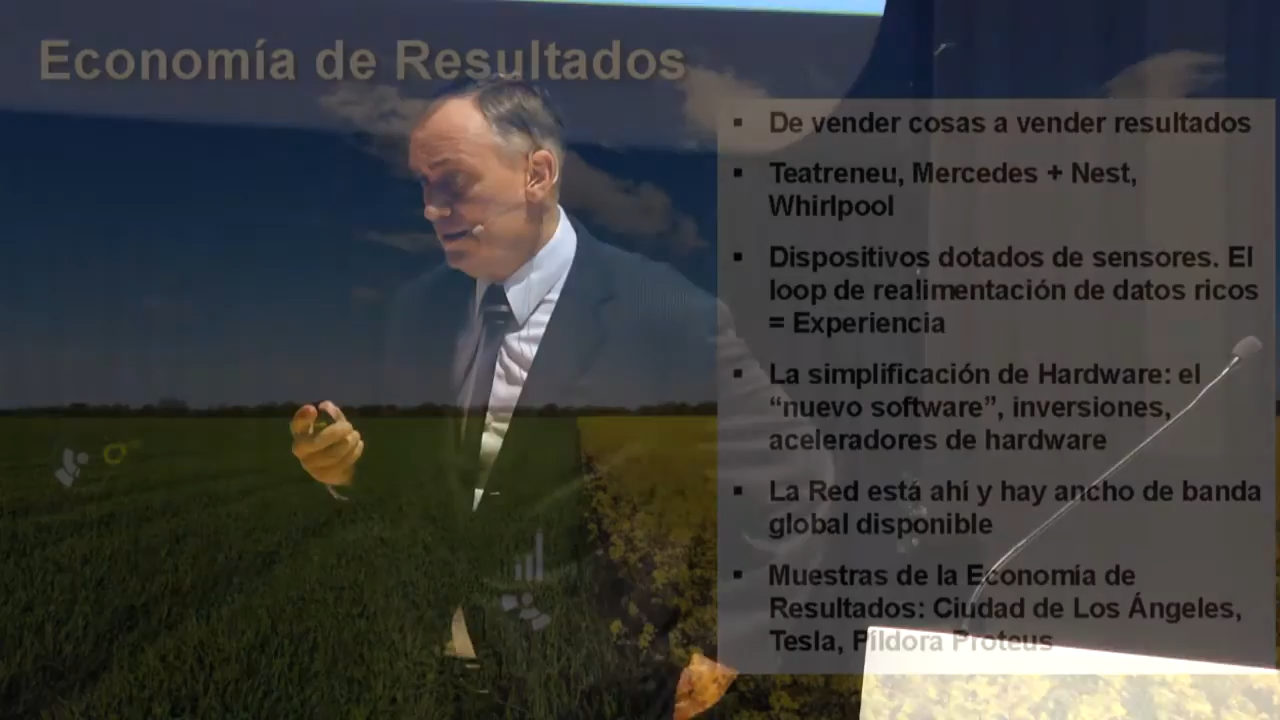 Economía de Resultados
De vender cosas a vender resultados
Teatreneu, Mercedes + Nest,
Whirlpool
Dispositivos dotados de sensores. El
loop de realimentación de datos ricos
= Experiencia
La simplificación de Hardware: el
“nuevo software”, inversiones,
aceleradores de hardware
La Red está ahí y hay ancho de banda
global disponible
Muestras de la Economía de
Resultados: Ciudad de Los Ángeles,
Tesla, Píldora Proteus